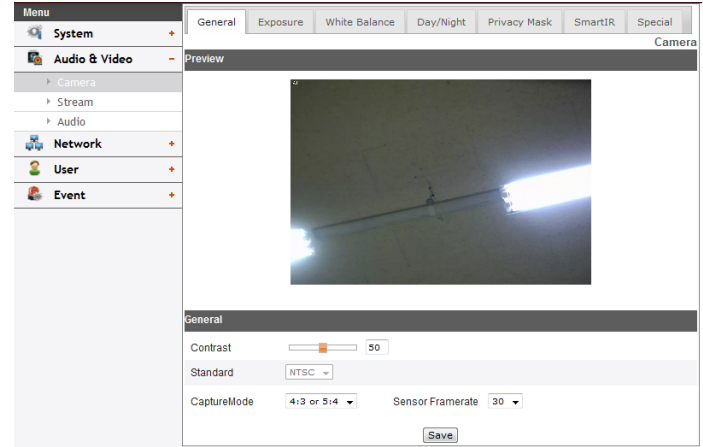 Menu
System +
Audio & Video -
Camera
Stream
Audio
Network +
User +
Event +
General Exposure White Balance Day/Night Privacy Mask SmartIR Special
Camera
Preview
General
Contrast 50
Standard NTSC
CaptureMode 4:3 or 5:4 Sensor Framerate 30
Save